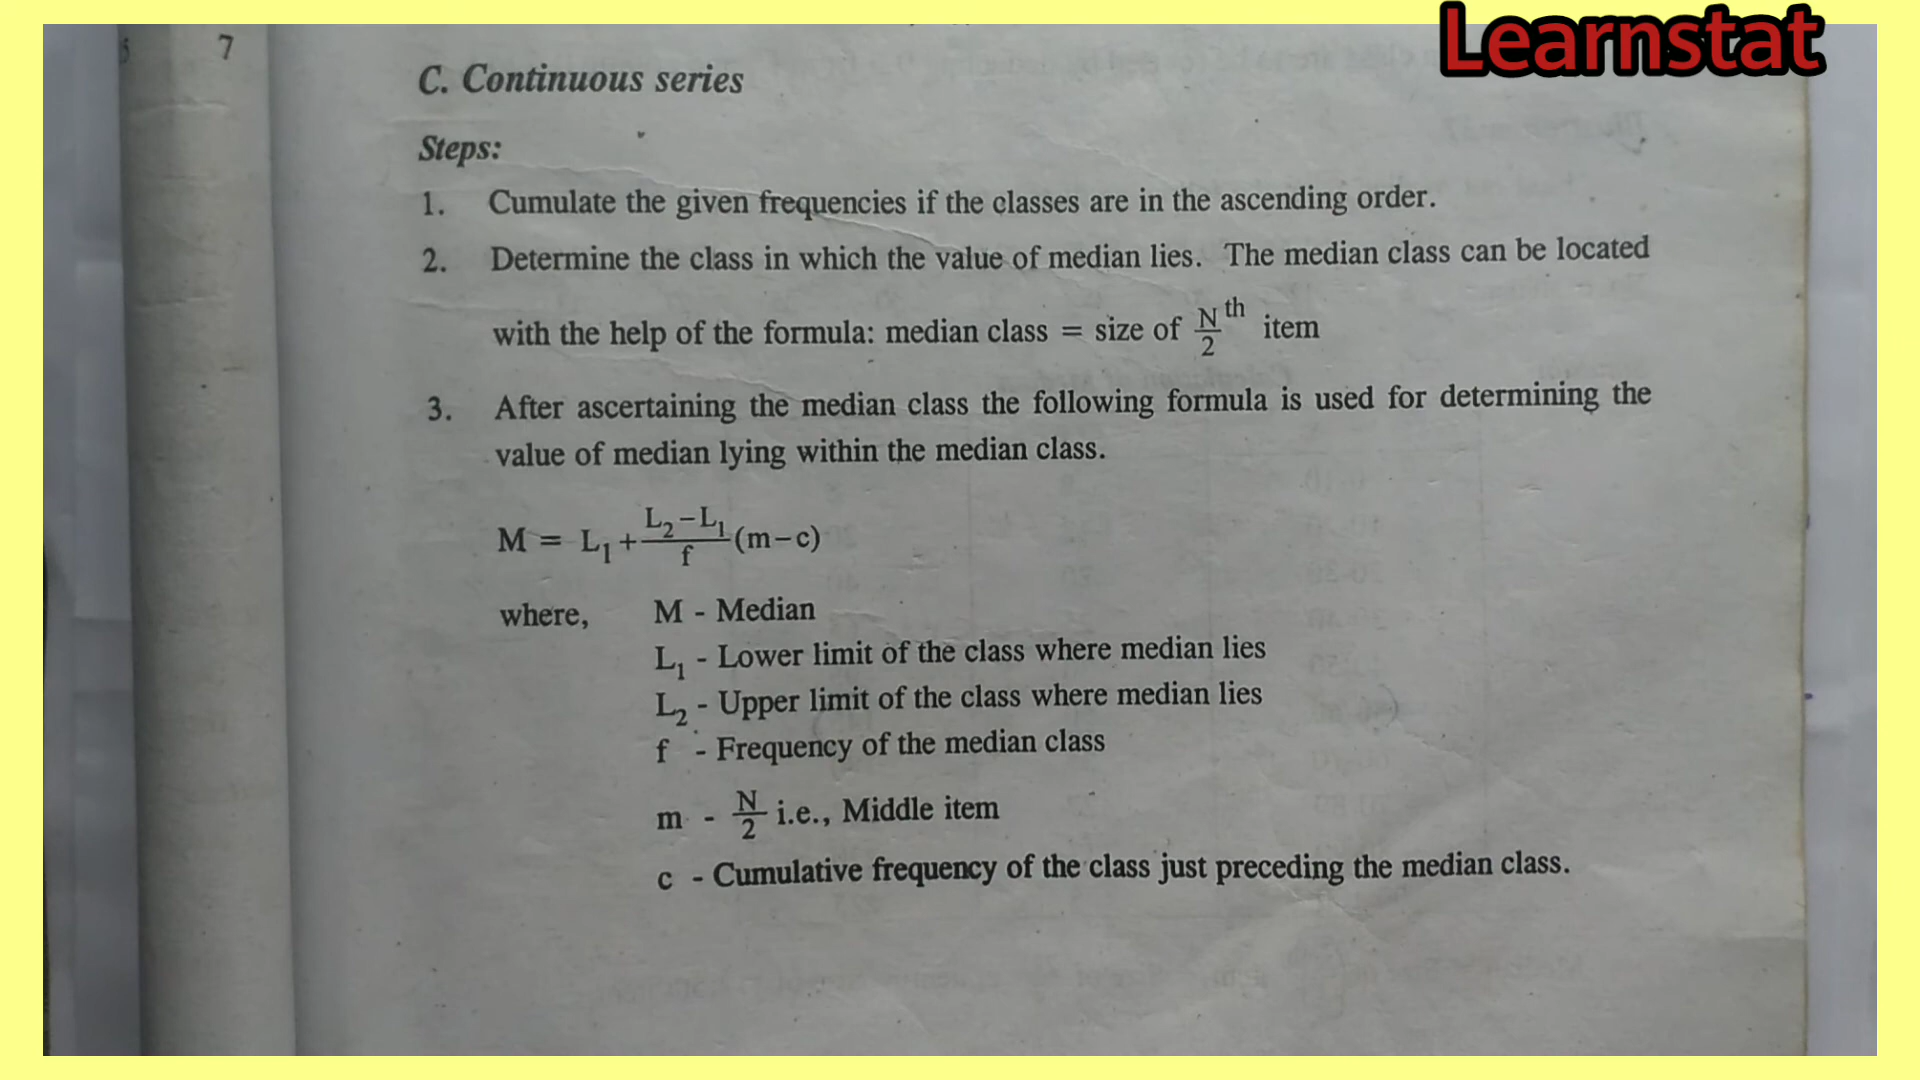 Learnstat
5 7
C. Continuous series
Steps:
1. Cumulate the given frequencies if the classes are in the ascending order.
2. Determine the class in which the value of median lies. The median class can be located
with the help of the formula: median class = size of N/2 th item
3. After ascertaining the median class the following formula is used for determining the
value of median lying within the median class.
M = L₁ + (L₂ – L₁)/f (m – c)
where, M - Median
L₁ - Lower limit of the class where median lies
L₂ - Upper limit of the class where median lies
f - Frequency of the median class
m - N/2 i.e., Middle item
c - Cumulative frequency of the class just preceding the median class.